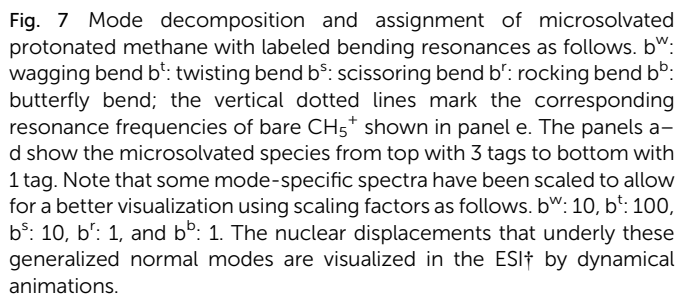 Fig. 7 Mode decomposition and assignment of microsolvated
protonated methane with labeled bending resonances as follows. bʷ:
wagging bend bᵗ: twisting bend bˢ: scissoring bend bʳ: rocking bend bᵇ:
butterfly bend; the vertical dotted lines mark the corresponding
resonance frequencies of bare CH₅⁺ shown in panel e. The panels a–
d show the microsolvated species from top with 3 tags to bottom with
1 tag. Note that some mode-specific spectra have been scaled to allow
for a better visualization using scaling factors as follows. bʷ: 10, bᵗ: 100,
bˢ: 10, bʳ: 1, and bᵇ: 1. The nuclear displacements that underly these
generalized normal modes are visualized in the ESI† by dynamical
animations.